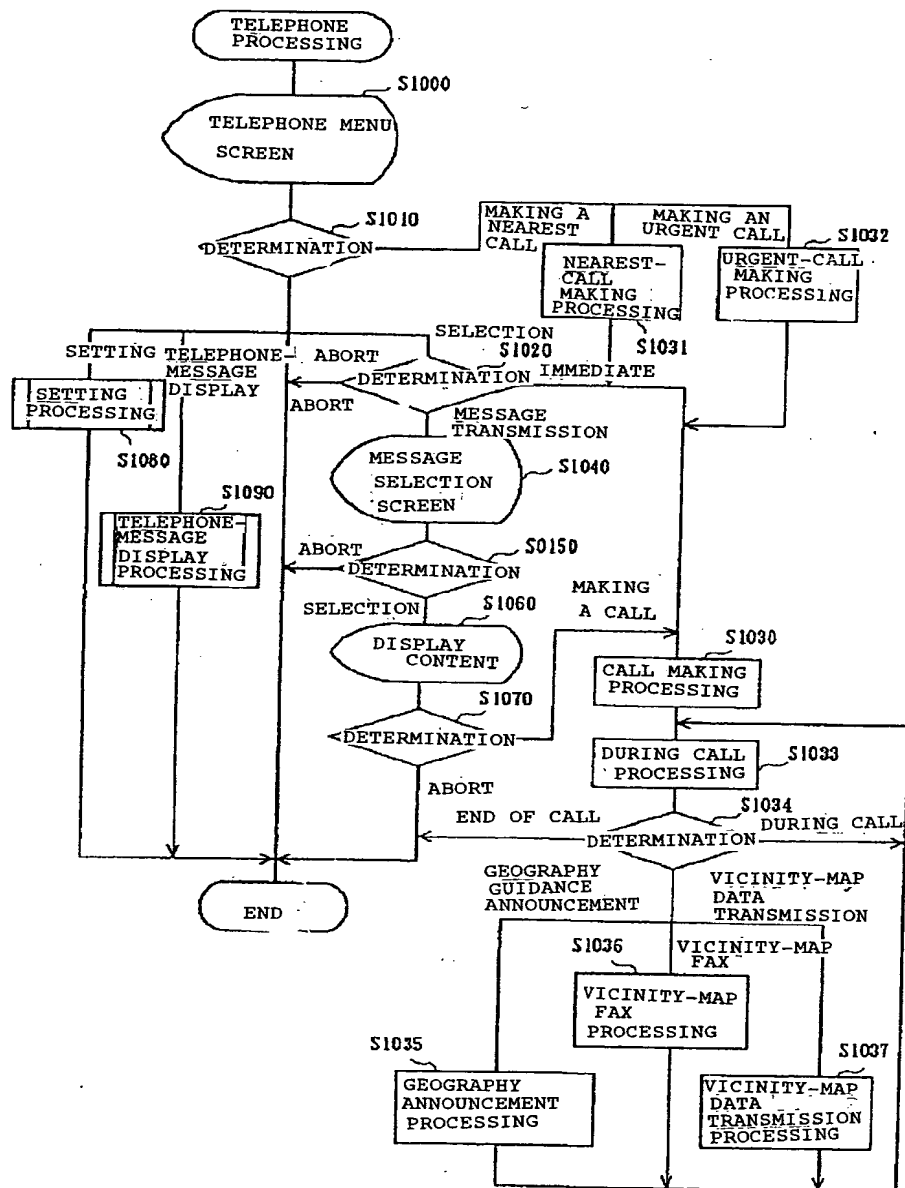 TELEPHONE
PROCESSING
S1000
TELEPHONE MENU
SCREEN
S1010
DETERMINATION
MAKING A
NEAREST
CALL
MAKING AN
URGENT CALL
S1032
NEAREST-
CALL
MAKING
PROCESSING
S1031
URGENT-CALL
MAKING
PROCESSING
SETTING
TELEPHONE-
MESSAGE
DISPLAY
ABORT
SELECTION
S1020
DETERMINATION
IMMEDIATE
ABORT
SETTING
PROCESSING
S1080
MESSAGE
TRANSMISSION
MESSAGE
SELECTION
SCREEN
S1040
S1090
TELEPHONE-
MESSAGE
DISPLAY
PROCESSING
ABORT
S0150
DETERMINATION
SELECTION
S1060
MAKING
A CALL
DISPLAY
CONTENT
S1030
CALL MAKING
PROCESSING
S1070
DETERMINATION
DURING CALL
PROCESSING
S1033
ABORT
S1034
END OF CALL
DETERMINATION
DURING CALL
END
GEOGRAPHY
GUIDANCE
ANNOUNCEMENT
VICINITY-MAP
DATA
TRANSMISSION
S1036
VICINITY-MAP
FAX
VICINITY-MAP
FAX
PROCESSING
S1035
GEOGRAPHY
ANNOUNCEMENT
PROCESSING
S1037
VICINITY-MAP
DATA
TRANSMISSION
PROCESSING